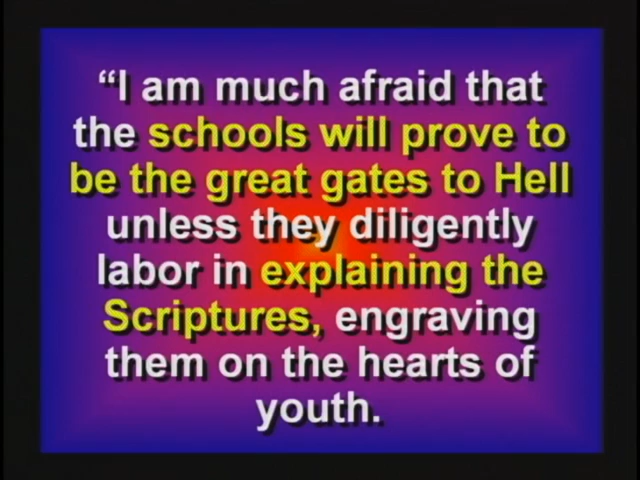 “I am much afraid that
the schools will prove to
be the great gates to Hell
unless they diligently
labor in explaining the
Scriptures, engraving
them on the hearts of
youth.